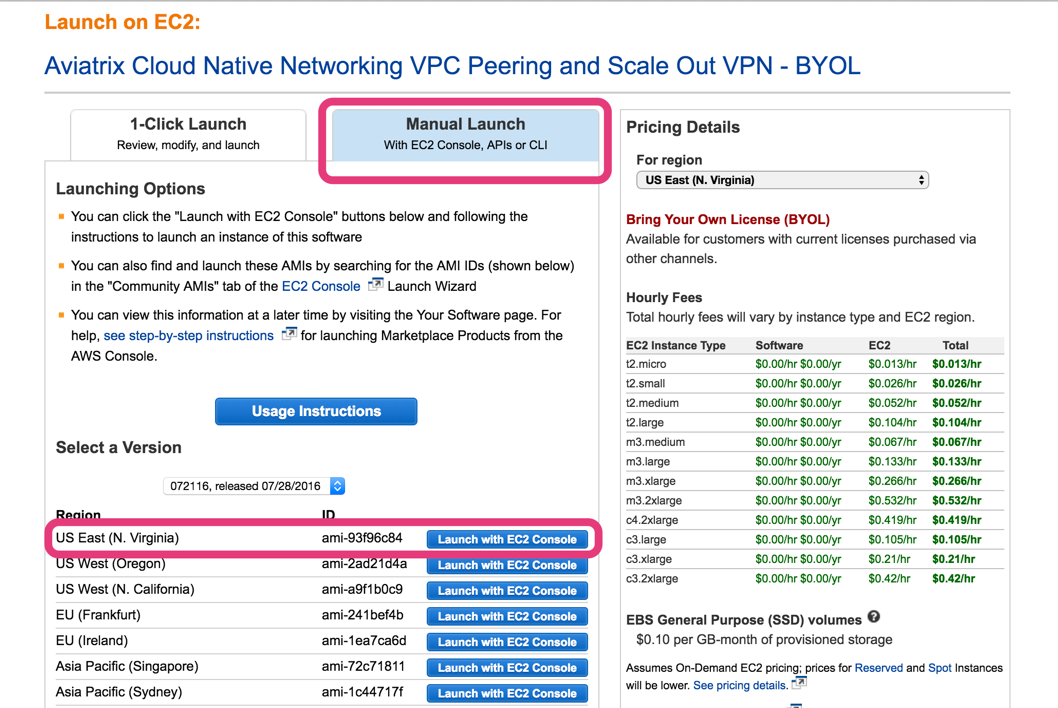 Launch on EC2:
Aviatrix Cloud Native Networking VPC Peering and Scale Out VPN - BYOL
1-Click Launch
Review, modify, and launch
Manual Launch
With EC2 Console, APIs or CLI
Launching Options
You can click the "Launch with EC2 Console" buttons below and following the
instructions to launch an instance of this software
You can also find and launch these AMIs by searching for the AMI IDs (shown below)
in the "Community AMIs" tab of the EC2 Console Launch Wizard
You can view this information at a later time by visiting the Your Software page. For
help, see step-by-step instructions for launching Marketplace Products from the
AWS Console.
Usage Instructions
Select a Version
072116, released 07/28/2016
Region ID
US East (N. Virginia) ami-93f96c84 Launch with EC2 Console
US West (Oregon) ami-2ad21d4a Launch with EC2 Console
US West (N. California) ami-a9f1b0c9 Launch with EC2 Console
EU (Frankfurt) ami-241bef4b Launch with EC2 Console
EU (Ireland) ami-1ea7ca6d Launch with EC2 Console
Asia Pacific (Singapore) ami-72c71811 Launch with EC2 Console
Asia Pacific (Sydney) ami-1c44717f Launch with EC2 Console
Pricing Details
For region
US East (N. Virginia)
Bring Your Own License (BYOL)
Available for customers with current licenses purchased via
other channels.
Hourly Fees
Total hourly fees will vary by instance type and EC2 region.
EC2 Instance Type Software EC2 Total
t2.micro $0.00/hr $0.00/yr $0.013/hr $0.013/hr
t2.small $0.00/hr $0.00/yr $0.026/hr $0.026/hr
t2.medium $0.00/hr $0.00/yr $0.052/hr $0.052/hr
t2.large $0.00/hr $0.00/yr $0.104/hr $0.104/hr
m3.medium $0.00/hr $0.00/yr $0.067/hr $0.067/hr
m3.large $0.00/hr $0.00/yr $0.133/hr $0.133/hr
m3.xlarge $0.00/hr $0.00/yr $0.266/hr $0.266/hr
m3.2xlarge $0.00/hr $0.00/yr $0.532/hr $0.532/hr
c4.2xlarge $0.00/hr $0.00/yr $0.419/hr $0.419/hr
c3.large $0.00/hr $0.00/yr $0.105/hr $0.105/hr
c3.xlarge $0.00/hr $0.00/yr $0.21/hr $0.21/hr
c3.2xlarge $0.00/hr $0.00/yr $0.42/hr $0.42/hr
EBS General Purpose (SSD) volumes ?
$0.10 per GB-month of provisioned storage
Assumes On-Demand EC2 pricing; prices for Reserved and Spot Instances
will be lower. See pricing details.